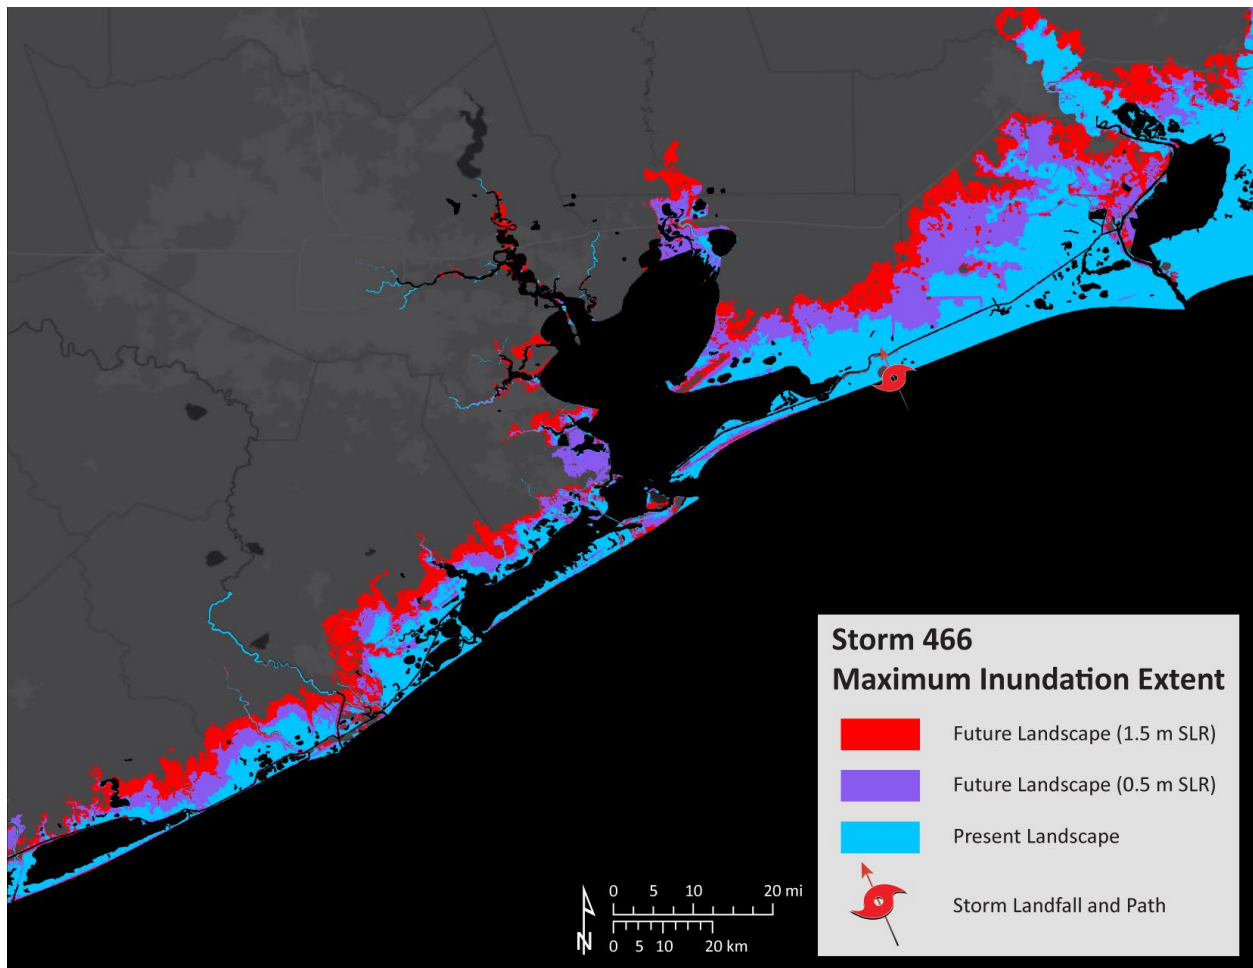 Storm 466
Maximum Inundation Extent
Future Landscape (1.5 m SLR)
Future Landscape (0.5 m SLR)
Present Landscape
Storm Landfall and Path
N
0 5 10 20 mi
0 5 10 20 km